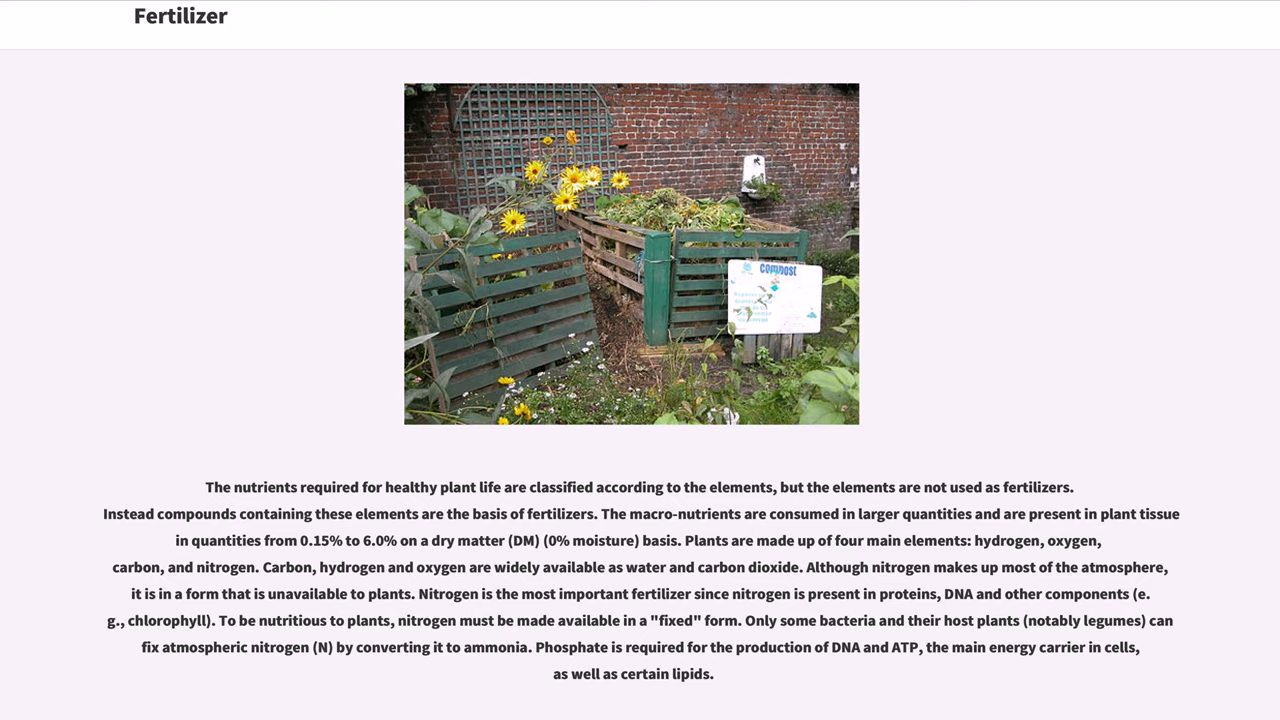 Fertilizer
compost
The nutrients required for healthy plant life are classified according to the elements, but the elements are not used as fertilizers.
Instead compounds containing these elements are the basis of fertilizers. The macro-nutrients are consumed in larger quantities and are present in plant tissue
in quantities from 0.15% to 6.0% on a dry matter (DM) (0% moisture) basis. Plants are made up of four main elements: hydrogen, oxygen,
carbon, and nitrogen. Carbon, hydrogen and oxygen are widely available as water and carbon dioxide. Although nitrogen makes up most of the atmosphere,
it is in a form that is unavailable to plants. Nitrogen is the most important fertilizer since nitrogen is present in proteins, DNA and other components (e.
g., chlorophyll). To be nutritious to plants, nitrogen must be made available in a "fixed" form. Only some bacteria and their host plants (notably legumes) can
fix atmospheric nitrogen (N) by converting it to ammonia. Phosphate is required for the production of DNA and ATP, the main energy carrier in cells,
as well as certain lipids.